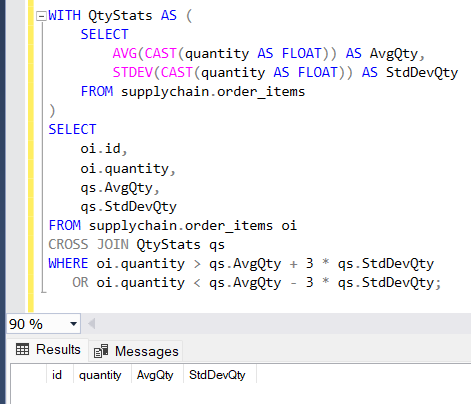 WITH QtyStats AS (
SELECT
AVG(CAST(quantity AS FLOAT)) AS AvgQty,
STDEV(CAST(quantity AS FLOAT)) AS StdDevQty
FROM supplychain.order_items
)
SELECT
oi.id,
oi.quantity,
qs.AvgQty,
qs.StdDevQty
FROM supplychain.order_items oi
CROSS JOIN QtyStats qs
WHERE oi.quantity > qs.AvgQty + 3 * qs.StdDevQty
OR oi.quantity < qs.AvgQty - 3 * qs.StdDevQty;
90 %
Results Messages
id quantity AvgQty StdDevQty